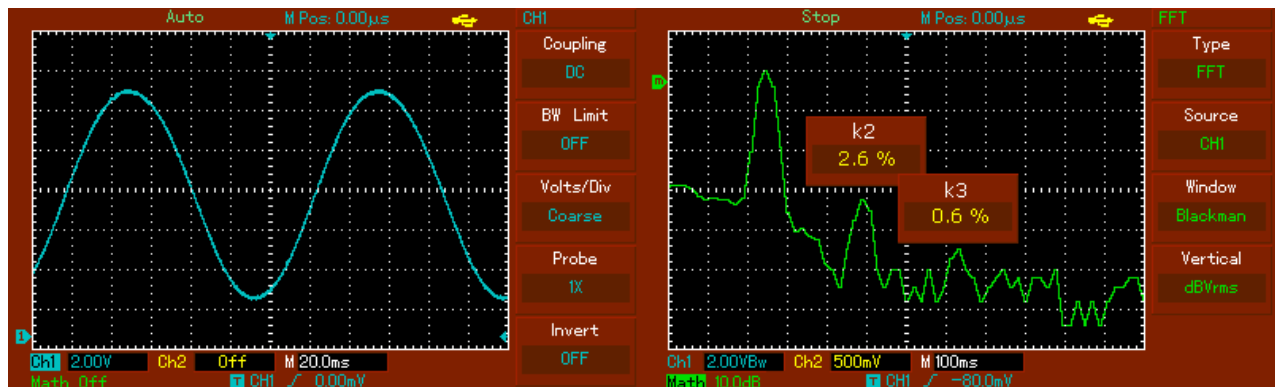 Auto M Pos: 0.00μs CH1
Coupling
DC
BW Limit
OFF
Volts/Div
Coarse
Probe
1X
Invert
OFF
1
Ch1 2.00V Ch2 Off M 20.0ms
Math Off T CH1 0.00mV
Stop M Pos: 0.00μs FFT
Type
FFT
Source
CH1
Window
Blackman
Vertical
dBVrms
m
k2
2.6 %
k3
0.6 %
Ch1 2.00VBw Ch2 500mV M 100ms
Math 10.0dB T CH1 -80.0mV